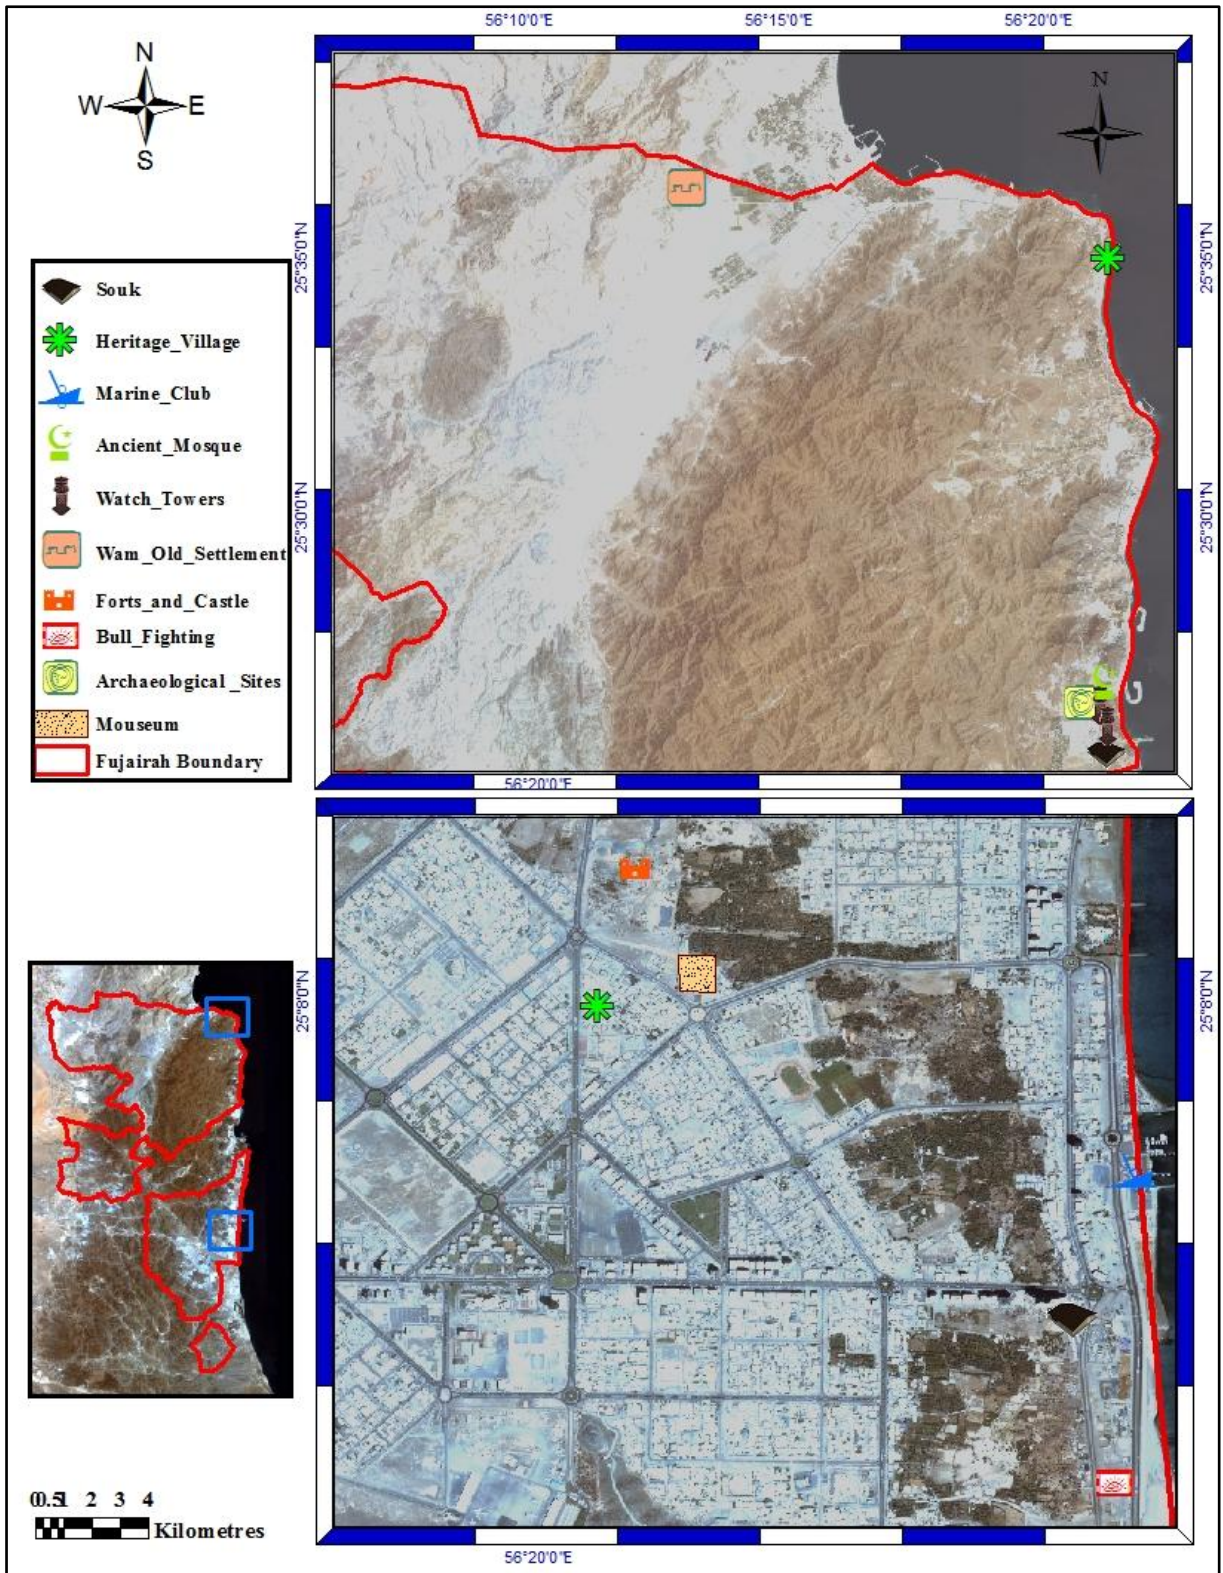 56°10'0"E 56°15'0"E 56°20'0"E
N
W E
S
N
25°35'0"N 25°35'0"N
Souk
Heritage_Village
Marine_Club
Ancient_Mosque
Watch_Towers
25°30'0"N 25°30'0"N
Wam_Old_Settlement
Forts_and_Castle
Bull_Fighting
Archaeological_Sites
Mouseum
Fujairah Boundary
56°20'0"E
25°8'0"N 25°8'0"N
0 0.5 1 2 3 4
Kilometres
56°20'0"E